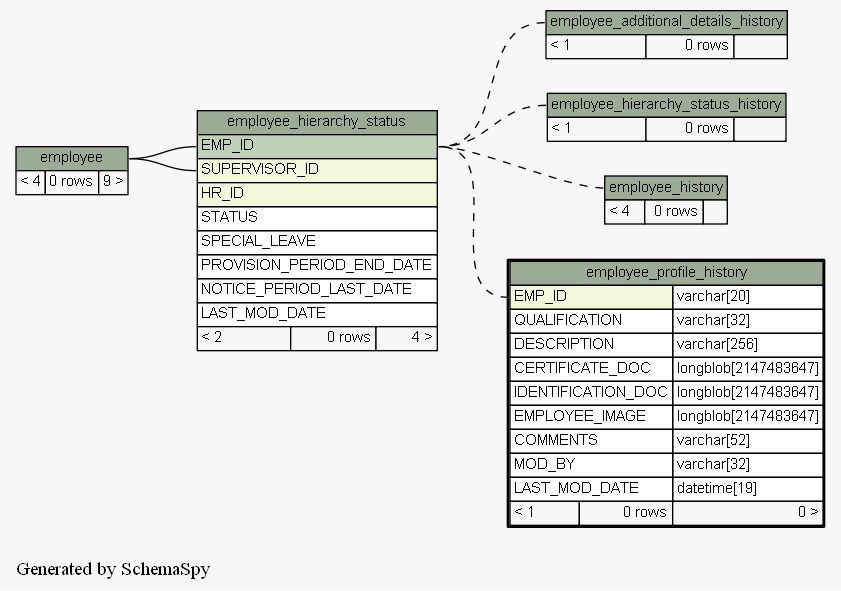 employee_additional_details_history
< 1 0 rows
employee_hierarchy_status_history
< 1 0 rows
employee_history
< 4 0 rows
employee
< 4 0 rows 9 >
employee_hierarchy_status
EMP_ID
SUPERVISOR_ID
HR_ID
STATUS
SPECIAL_LEAVE
PROVISION_PERIOD_END_DATE
NOTICE_PERIOD_LAST_DATE
LAST_MOD_DATE
< 2 0 rows 4 >
employee_profile_history
EMP_ID varchar[20]
QUALIFICATION varchar[32]
DESCRIPTION varchar[256]
CERTIFICATE_DOC longblob[2147483647]
IDENTIFICATION_DOC longblob[2147483647]
EMPLOYEE_IMAGE longblob[2147483647]
COMMENTS varchar[52]
MOD_BY varchar[32]
LAST_MOD_DATE datetime[19]
< 1 0 rows 0 >
Generated by SchemaSpy